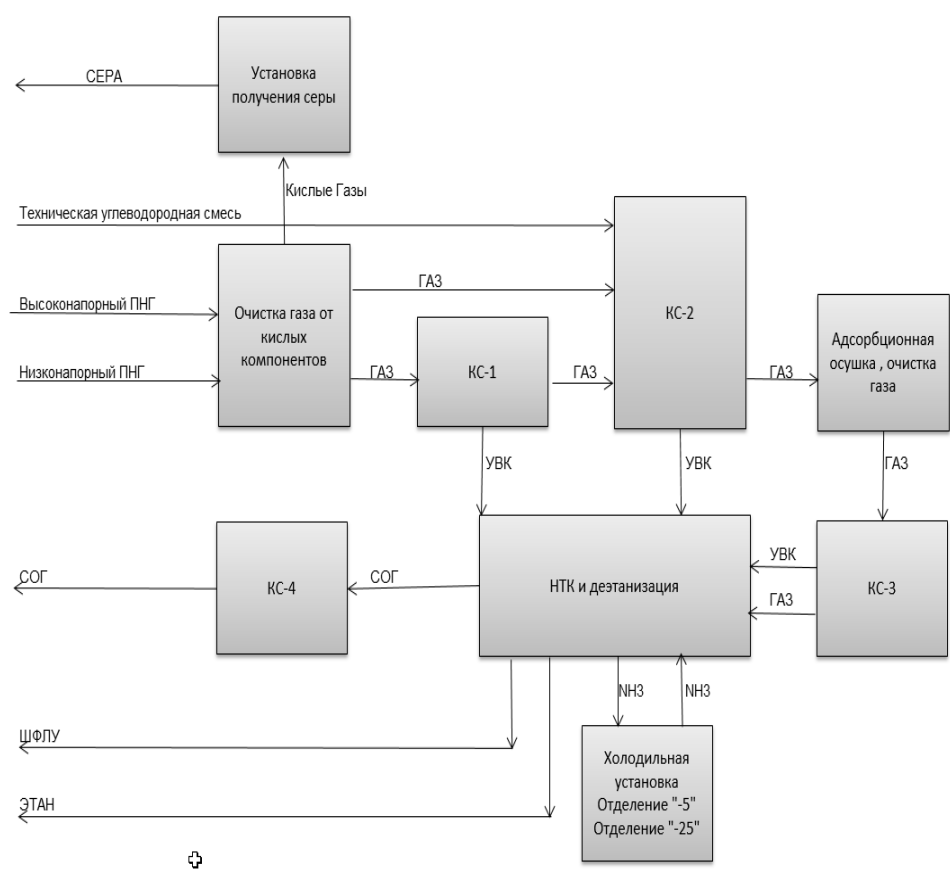 Установка
получения серы
СЕРА
Кислые Газы
Техническая углеводородная смесь
Высоконапорный ПНГ
Низконапорный ПНГ
Очистка газа от
кислых
компонентов
ГАЗ
ГАЗ
КС-1
ГАЗ
КС-2
ГАЗ
Адсорбционная
осушка , очистка
газа
УВК
УВК
ГАЗ
СОГ
КС-4
СОГ
НТК и деэтанизация
УВК
ГАЗ
КС-3
NH3
NH3
ШФЛУ
ЭТАН
Холодильная
установка
Отделение "-5"
Отделение "-25"